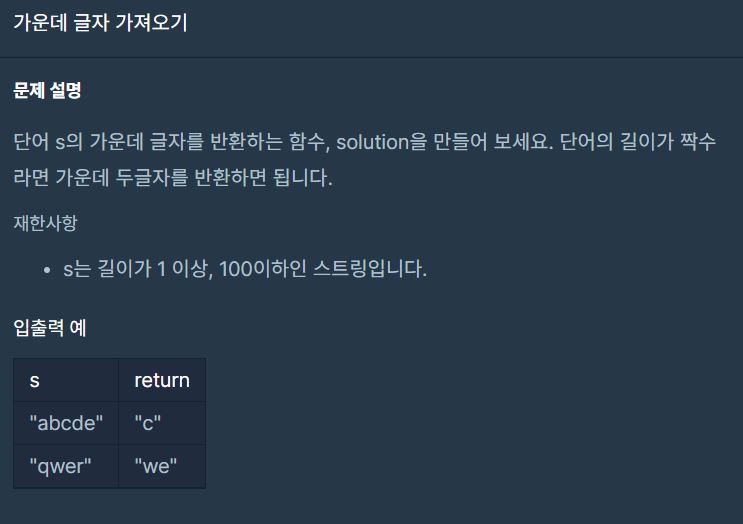 가운데 글자 가져오기
문제 설명
단어 s의 가운데 글자를 반환하는 함수, solution을 만들어 보세요. 단어의 길이가 짝수
라면 가운데 두글자를 반환하면 됩니다.
재한사항
• s는 길이가 1 이상, 100이하인 스트링입니다.
입출력 예
s return
"abcde" "c"
"qwer" "we"